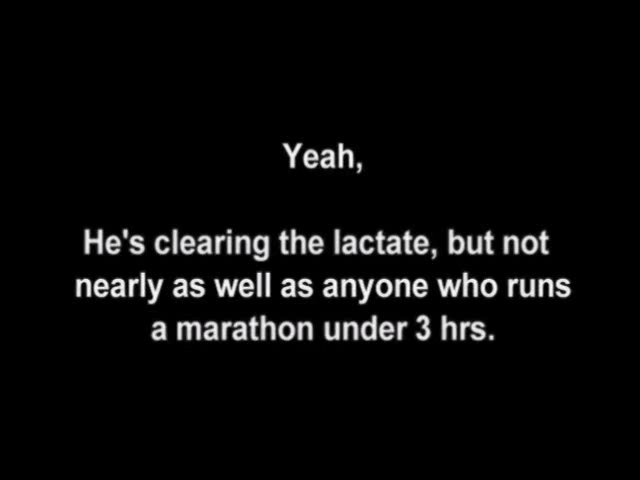 Yeah,
He's clearing the lactate, but not
nearly as well as anyone who runs
a marathon under 3 hrs.